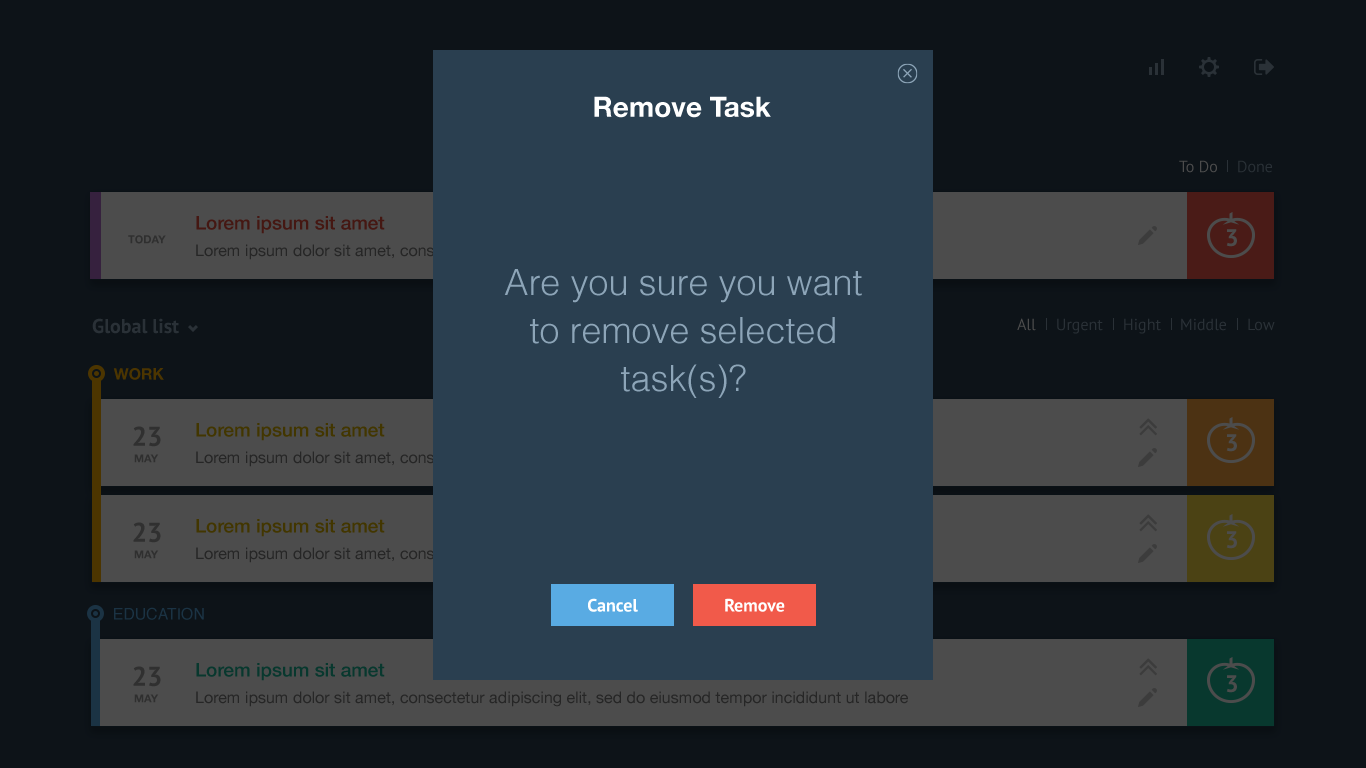 Remove Task
To Do | Done
TODAY
Lorem ipsum sit amet
Lorem ipsum dolor sit amet, cons
3
Are you sure you want
to remove selected
task(s)?
Global list
All | Urgent | Hight | Middle | Low
WORK
23
MAY
Lorem ipsum sit amet
Lorem ipsum dolor sit amet, cons
3
23
MAY
Lorem ipsum sit amet
Lorem ipsum dolor sit amet, cons
3
Cancel Remove
EDUCATION
23
MAY
Lorem ipsum sit amet
Lorem ipsum dolor sit amet, consectetur adipiscing elit, sed do eiusmod tempor incididunt ut labore
3